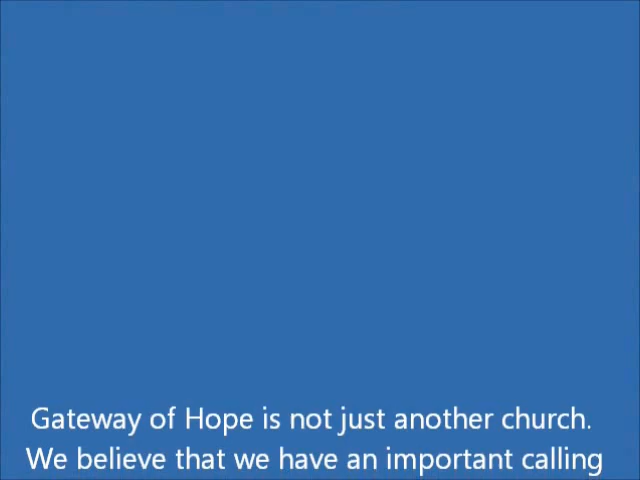 Gateway of Hope is not just another church.
We believe that we have an important calling